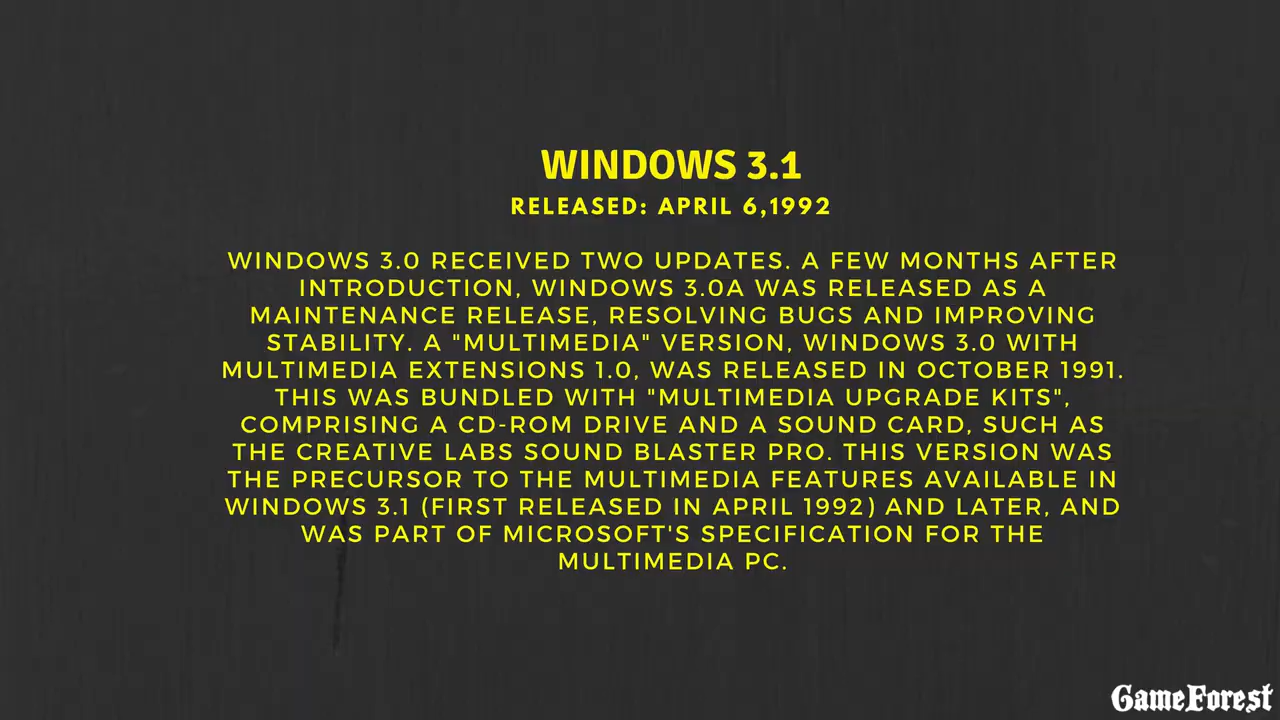 WINDOWS 3.1
RELEASED: APRIL 6,1992
WINDOWS 3.0 RECEIVED TWO UPDATES. A FEW MONTHS AFTER
INTRODUCTION, WINDOWS 3.0A WAS RELEASED AS A
MAINTENANCE RELEASE, RESOLVING BUGS AND IMPROVING
STABILITY. A "MULTIMEDIA" VERSION, WINDOWS 3.0 WITH
MULTIMEDIA EXTENSIONS 1.0, WAS RELEASED IN OCTOBER 1991.
THIS WAS BUNDLED WITH "MULTIMEDIA UPGRADE KITS",
COMPRISING A CD-ROM DRIVE AND A SOUND CARD, SUCH AS
THE CREATIVE LABS SOUND BLASTER PRO. THIS VERSION WAS
THE PRECURSOR TO THE MULTIMEDIA FEATURES AVAILABLE IN
WINDOWS 3.1 (FIRST RELEASED IN APRIL 1992) AND LATER, AND
WAS PART OF MICROSOFT'S SPECIFICATION FOR THE
MULTIMEDIA PC.
GameForest